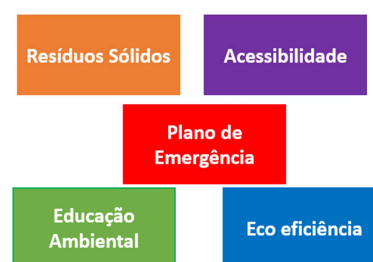 Resíduos Sólidos
Acessibilidade
Plano de
Emergência
Educação
Ambiental
Eco eficiência